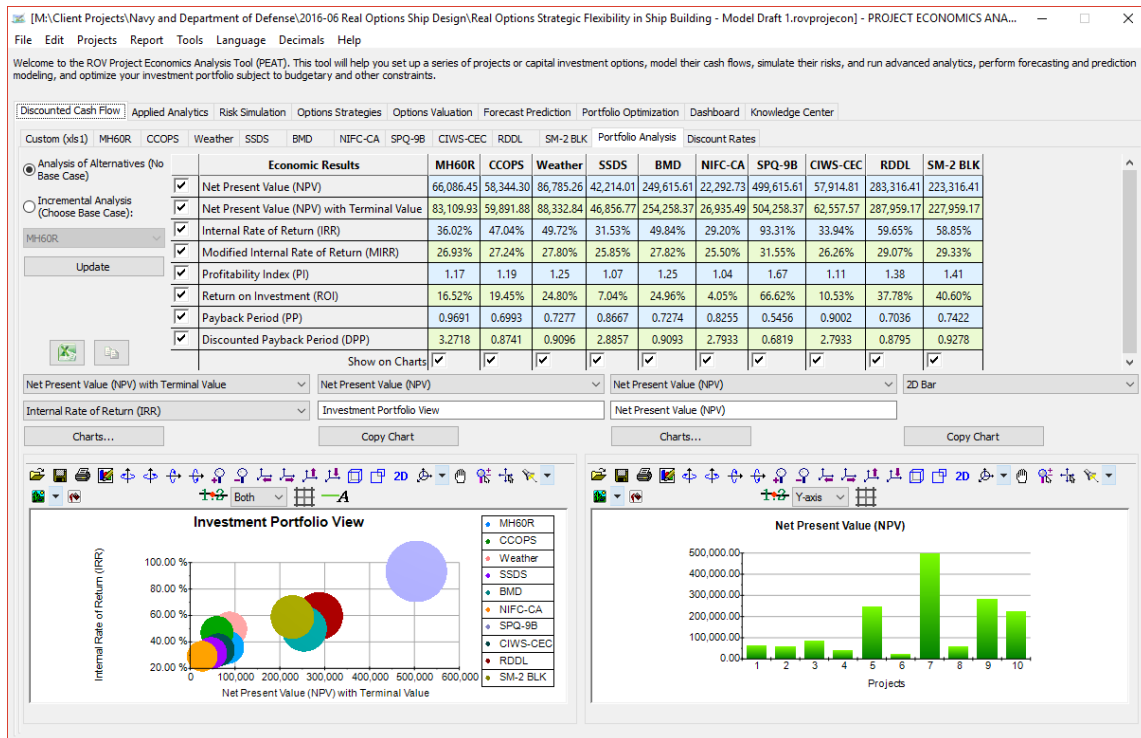 [M:\Client Projects\Navy and Department of Defense\2016-06 Real Options Ship Design\Real Options Strategic Flexibility in Ship Building - Model Draft 1.rovprojecon] - PROJECT ECONOMICS ANA...
File Edit Projects Report Tools Language Decimals Help
Welcome to the ROV Project Economics Analysis Tool (PEAT). This tool will help you set up a series of projects or capital investment options, model their cash flows, simulate their risks, and run advanced analytics, perform forecasting and prediction
modeling, and optimize your investment portfolio subject to budgetary and other constraints.
Discounted Cash Flow Applied Analytics Risk Simulation Options Strategies Options Valuation Forecast Prediction Portfolio Optimization Dashboard Knowledge Center
Custom (xls1) MH60R CCOPS Weather SSDS BMD NIFC-CA SPQ-9B CIWS-CEC RDDL SM-2 BLK Portfolio Analysis Discount Rates
Analysis of Alternatives (No
Base Case)
Incremental Analysis
(Choose Base Case):
MH60R
Update
Economic Results MH60R CCOPS Weather SSDS BMD NIFC-CA SPQ-9B CIWS-CEC RDDL SM-2 BLK
Net Present Value (NPV) 66,086.45 58,344.30 86,785.26 42,214.01 249,615.61 22,292.73 499,615.61 57,914.81 283,316.41 223,316.41
Net Present Value (NPV) with Terminal Value 83,109.93 59,891.88 88,332.84 46,856.77 254,258.37 26,935.49 504,258.37 62,557.57 287,959.17 227,959.17
Internal Rate of Return (IRR) 36.02% 47.04% 49.72% 31.53% 49.84% 29.20% 93.31% 33.94% 59.65% 58.85%
Modified Internal Rate of Return (MIRR) 26.93% 27.24% 27.80% 25.85% 27.82% 25.50% 31.55% 26.26% 29.07% 29.33%
Profitability Index (PI) 1.17 1.19 1.25 1.07 1.25 1.04 1.67 1.11 1.38 1.41
Return on Investment (ROI) 16.52% 19.45% 24.80% 7.04% 24.96% 4.05% 66.62% 10.53% 37.78% 40.60%
Payback Period (PP) 0.9691 0.6993 0.7277 0.8667 0.7274 0.8255 0.5456 0.9002 0.7036 0.7422
Discounted Payback Period (DPP) 3.2718 0.8741 0.9096 2.8857 0.9093 2.7933 0.6819 2.7933 0.8795 0.9278
Show on Charts
Net Present Value (NPV) with Terminal Value Net Present Value (NPV) Net Present Value (NPV) 2D Bar
Internal Rate of Return (IRR) Investment Portfolio View Net Present Value (NPV)
Charts... Copy Chart Charts... Copy Chart
2D
Both A
Investment Portfolio View
Internal Rate of Return (IRR)
100.00 %
80.00 %
60.00 %
40.00 %
20.00 %
0 100,000 200,000 300,000 400,000 500,000 600,000
Net Present Value (NPV) with Terminal Value
MH60R
CCOPS
Weather
SSDS
BMD
NIFC-CA
SPQ-9B
CIWS-CEC
RDDL
SM-2 BLK
2D
Y-axis
Net Present Value (NPV)
500,000.00
400,000.00
300,000.00
200,000.00
100,000.00
0.00
1 2 3 4 5 6 7 8 9 10
Projects